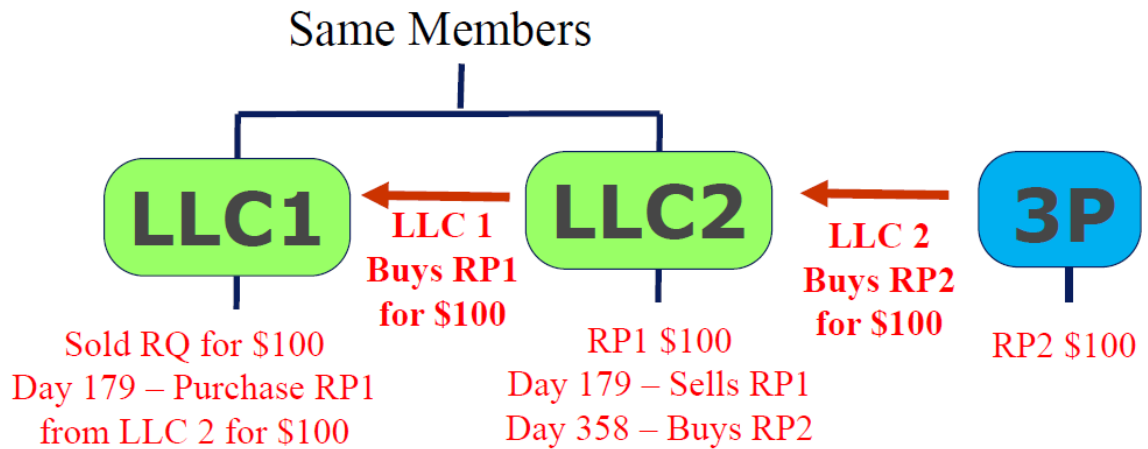 Same Members
LLC1
LLC2
3P
LLC 1
Buys RP1
for $100
LLC 2
Buys RP2
for $100
Sold RQ for $100
Day 179 – Purchase RP1
from LLC 2 for $100
RP1 $100
Day 179 – Sells RP1
Day 358 – Buys RP2
RP2 $100